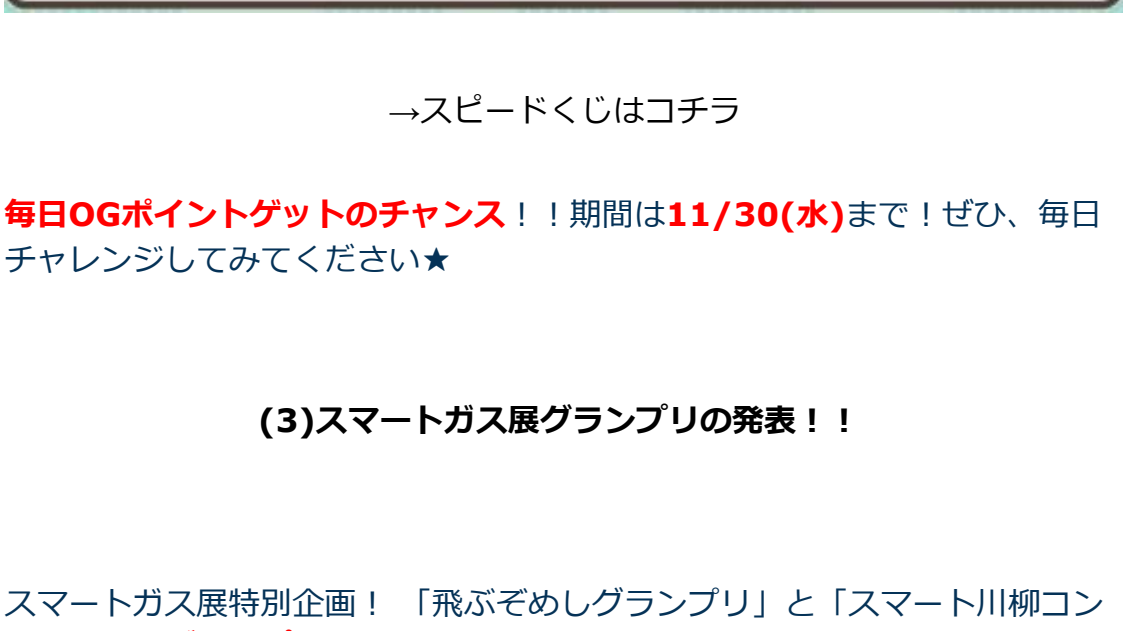 →スピードくじはコチラ
毎日OGポイントゲットのチャンス！！期間は11/30(水)まで！ぜひ、毎日
チャレンジしてみてください★
(3)スマートガス展グランプリの発表！！
スマートガス展特別企画！ 「飛ぶぞめしグランプリ」と「スマート川柳コン